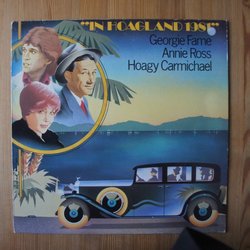 "IN HOAGLAND 1981"
Georgie Fame
Annie Ross
Hoagy Carmichael